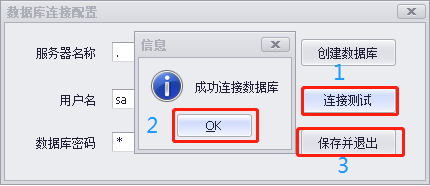 数据库连接配置
服务器名称
.
信息
创建数据库
1
成功连接数据库
用户名
sa
连接测试
2
OK
数据库密码
*
保存并退出
3